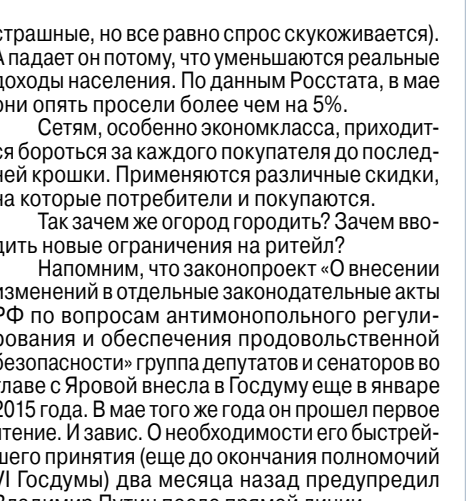 страшные, но все равно спрос скукоживается).
А падает он потому, что уменьшаются реальные
доходы населения. По данным Росстата, в мае
они опять просели более чем на 5%.
Сетям, особенно экономкласса, приходит-
ся бороться за каждого покупателя до послед-
ней крошки. Применяются различные скидки,
на которые потребители и покупаются.
Так зачем же огород городить? Зачем вво-
дить новые ограничения на ритейл?
Напомним, что законопроект «О внесении
изменений в отдельные законодательные акты
РФ по вопросам антимонопольного регули-
рования и обеспечения продовольственной
безопасности» группа депутатов и сенаторов во
главе с Яровой внесла в Госдуму еще в январе
2015 года. В мае того же года он прошел первое
чтение. И завис. О необходимости его быстрей-
шего принятия (еще до окончания полномочий
VI Госдумы) два месяца назад предупредил
Владимир Путин после прямой линии